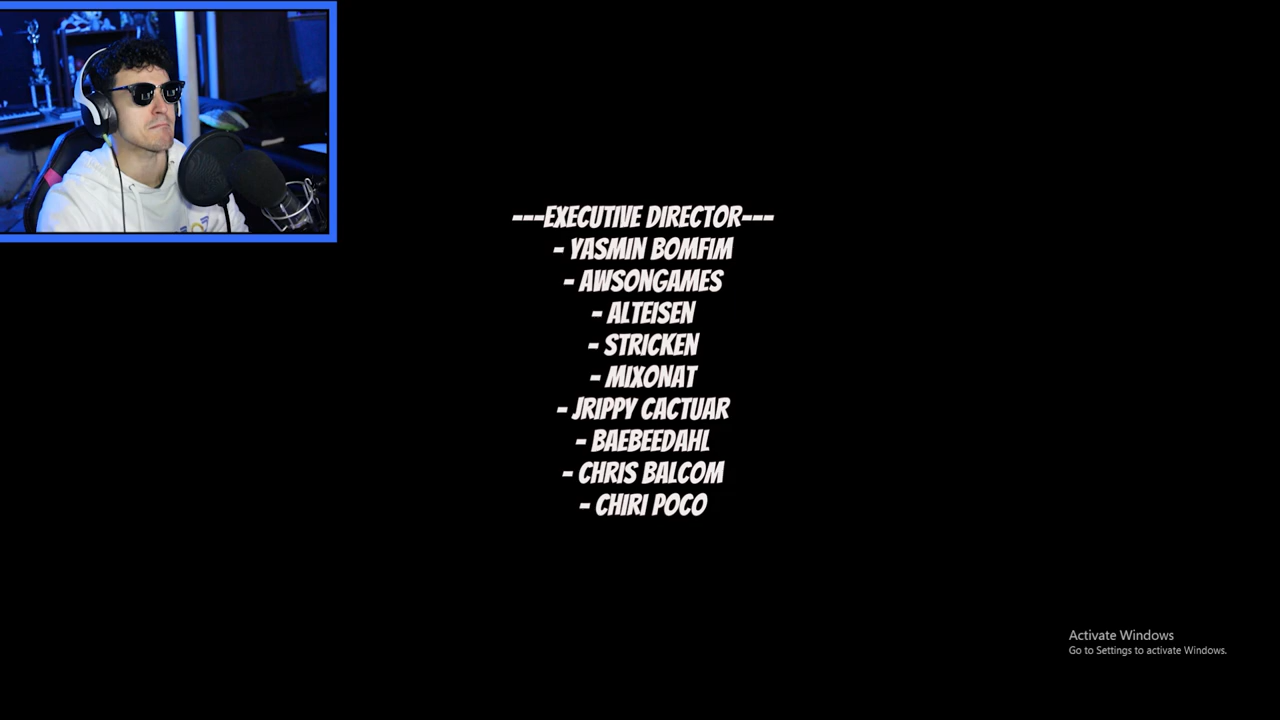 ---EXECUTIVE DIRECTOR---
- YASMIN BOMFIM
- AWSONGAMES
- ALTEISEN
- STRICKEN
- MIXONAT
- JRIPPY CACTUAR
- BAEBEEDAHL
- CHRIS BALCOM
- CHIRI POCO
Activate Windows
Go to Settings to activate Windows.